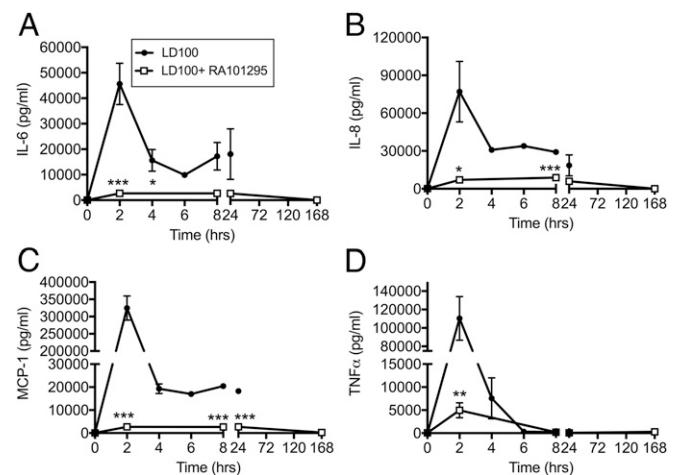 A
IL-6 (pg/ml)
60000
50000
40000
30000
20000
10000
0
LD100
LD100+ RA101295
***
*
0 2 4 6 8 24 72 120 168
Time (hrs)
B
IL-8 (pg/ml)
120000
90000
60000
30000
0
*
***
0 2 4 6 8 24 72 120 168
Time (hrs)
C
MCP-1 (pg/ml)
400000
350000
300000
250000
200000
30000
20000
10000
0
***
***
***
0 2 4 6 8 24 72 120 168
Time (hrs)
D
TNFα (pg/ml)
160000
140000
120000
100000
80000
60000
15000
10000
5000
0
**
0 2 4 6 8 24 72 120 168
Time (hrs)